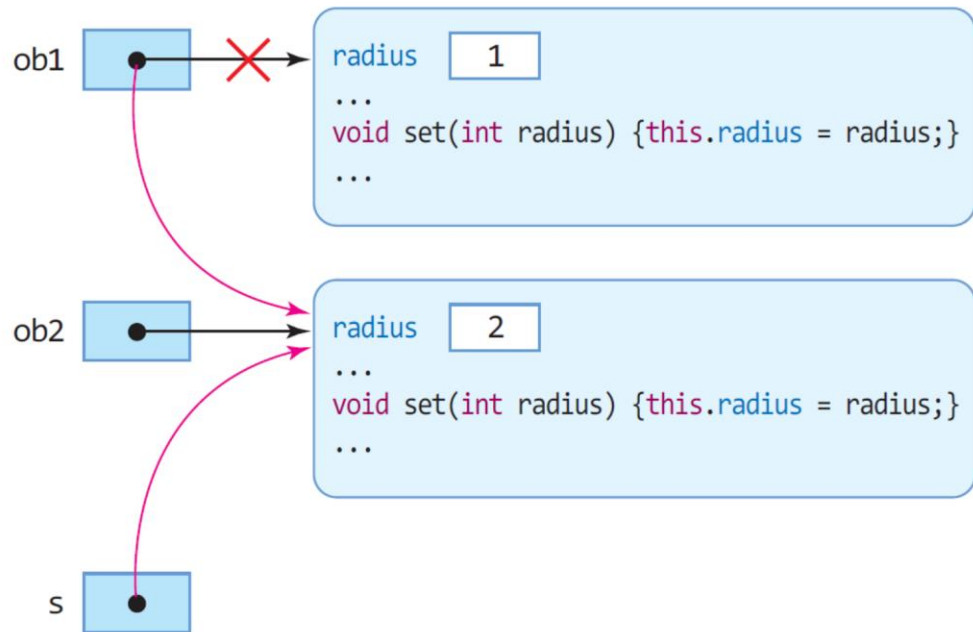 ob1
radius 1
...
void set(int radius) {this.radius = radius;}
...
ob2
radius 2
...
void set(int radius) {this.radius = radius;}
...
s